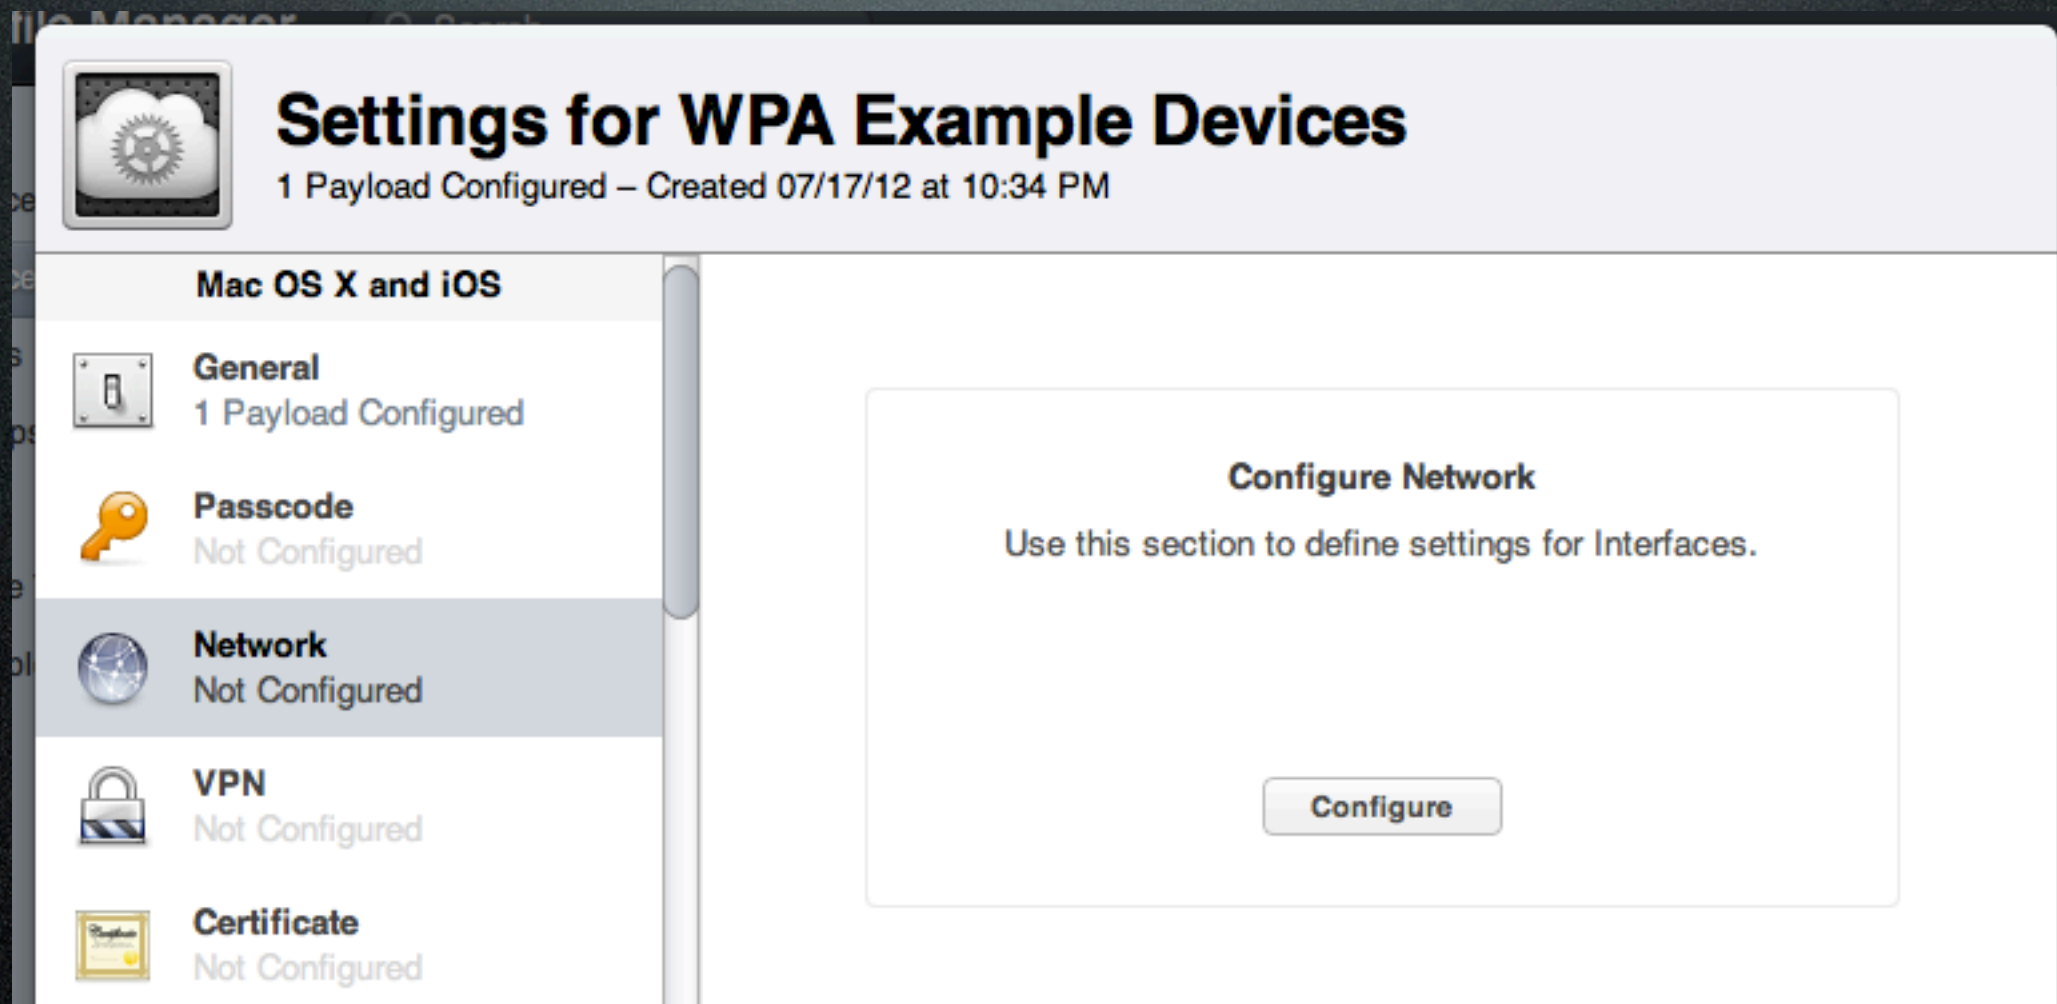 Settings for WPA Example Devices
1 Payload Configured – Created 07/17/12 at 10:34 PM
Mac OS X and iOS
General
1 Payload Configured
Passcode
Not Configured
Network
Not Configured
VPN
Not Configured
Certificate
Not Configured
Configure Network
Use this section to define settings for Interfaces.
Configure